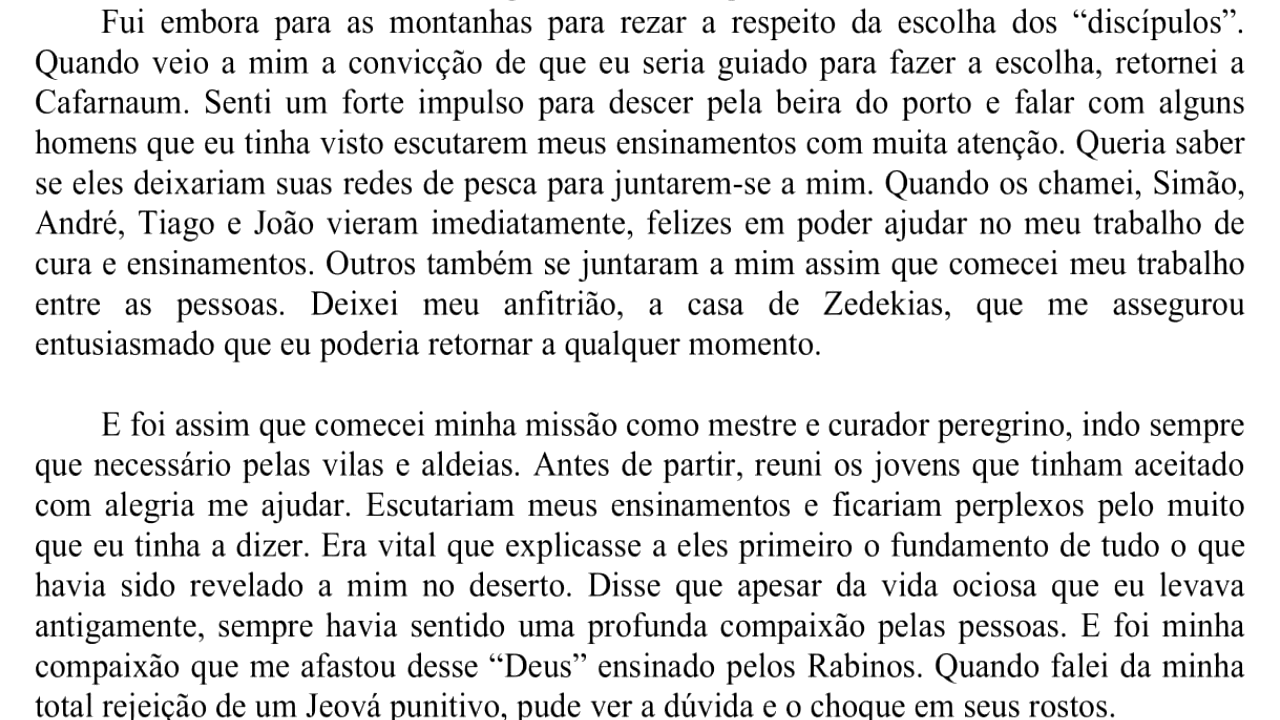 Fui embora para as montanhas para rezar a respeito da escolha dos “discípulos”.
Quando veio a mim a convicção de que eu seria guiado para fazer a escolha, retornei a
Cafarnaum. Senti um forte impulso para descer pela beira do porto e falar com alguns
homens que eu tinha visto escutarem meus ensinamentos com muita atenção. Queria saber
se eles deixariam suas redes de pesca para juntarem-se a mim. Quando os chamei, Simão,
André, Tiago e João vieram imediatamente, felizes em poder ajudar no meu trabalho de
cura e ensinamentos. Outros também se juntaram a mim assim que comecei meu trabalho
entre as pessoas. Deixei meu anfitrião, a casa de Zedekias, que me assegurou
entusiasmado que eu poderia retornar a qualquer momento.
E foi assim que comecei minha missão como mestre e curador peregrino, indo sempre
que necessário pelas vilas e aldeias. Antes de partir, reuni os jovens que tinham aceitado
com alegria me ajudar. Escutariam meus ensinamentos e ficariam perplexos pelo muito
que eu tinha a dizer. Era vital que explicasse a eles primeiro o fundamento de tudo o que
havia sido revelado a mim no deserto. Disse que apesar da vida ociosa que eu levava
antigamente, sempre havia sentido uma profunda compaixão pelas pessoas. E foi minha
compaixão que me afastou desse “Deus” ensinado pelos Rabinos. Quando falei da minha
total rejeição de um Jeová punitivo, pude ver a dúvida e o choque em seus rostos.